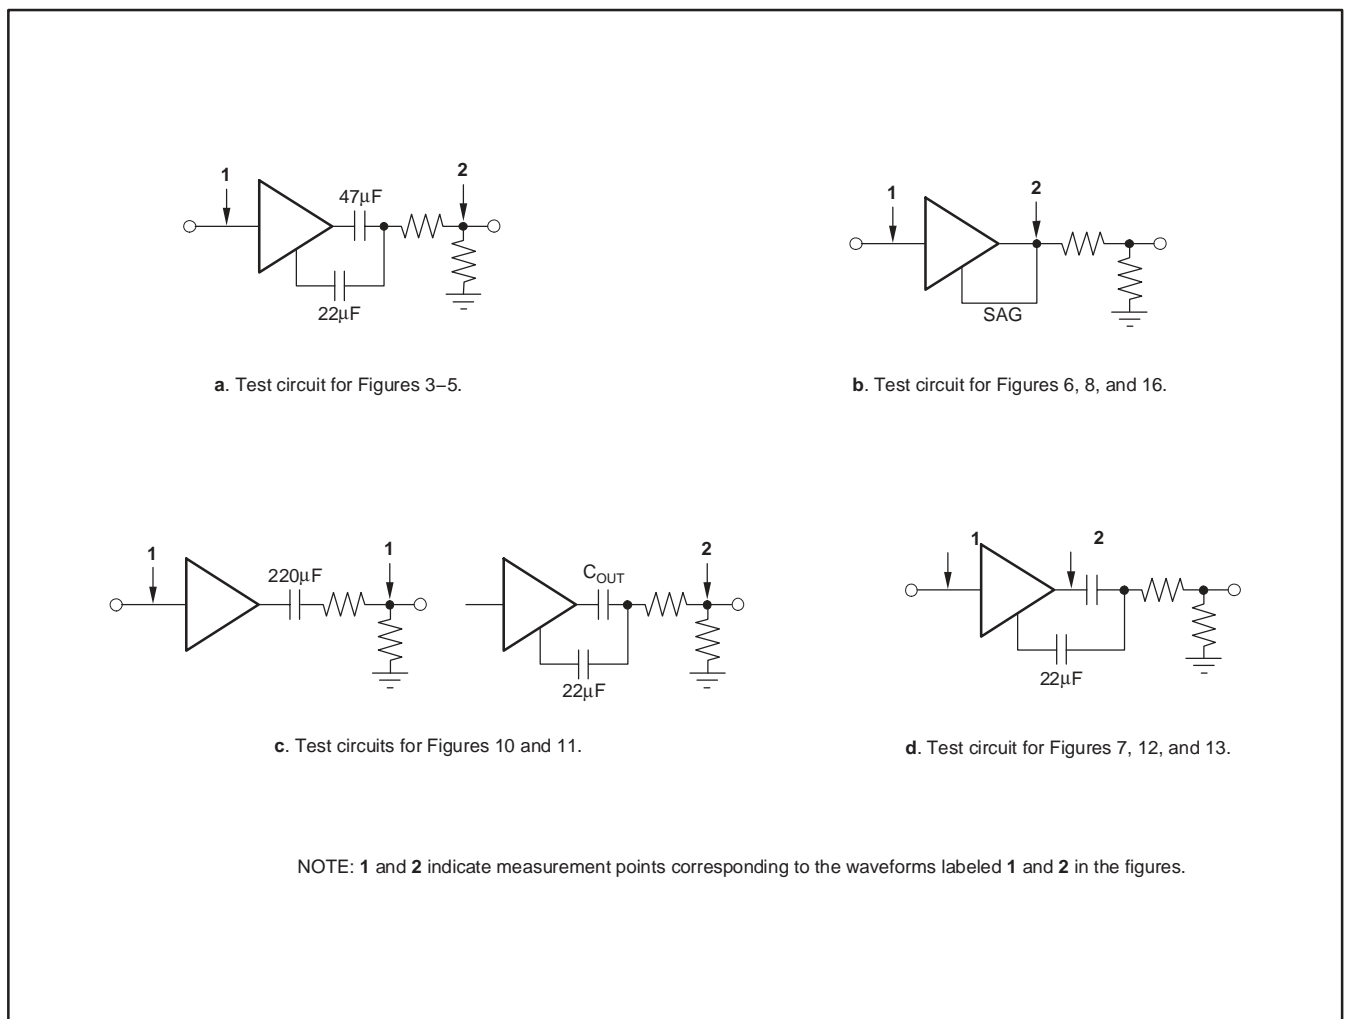 1
2
47μF
22μF
a. Test circuit for Figures 3–5.
1
2
SAG
b. Test circuit for Figures 6, 8, and 16.
1
220μF
1
COUT
2
22μF
c. Test circuits for Figures 10 and 11.
1
2
22μF
d. Test circuit for Figures 7, 12, and 13.
NOTE: 1 and 2 indicate measurement points corresponding to the waveforms labeled 1 and 2 in the figures.